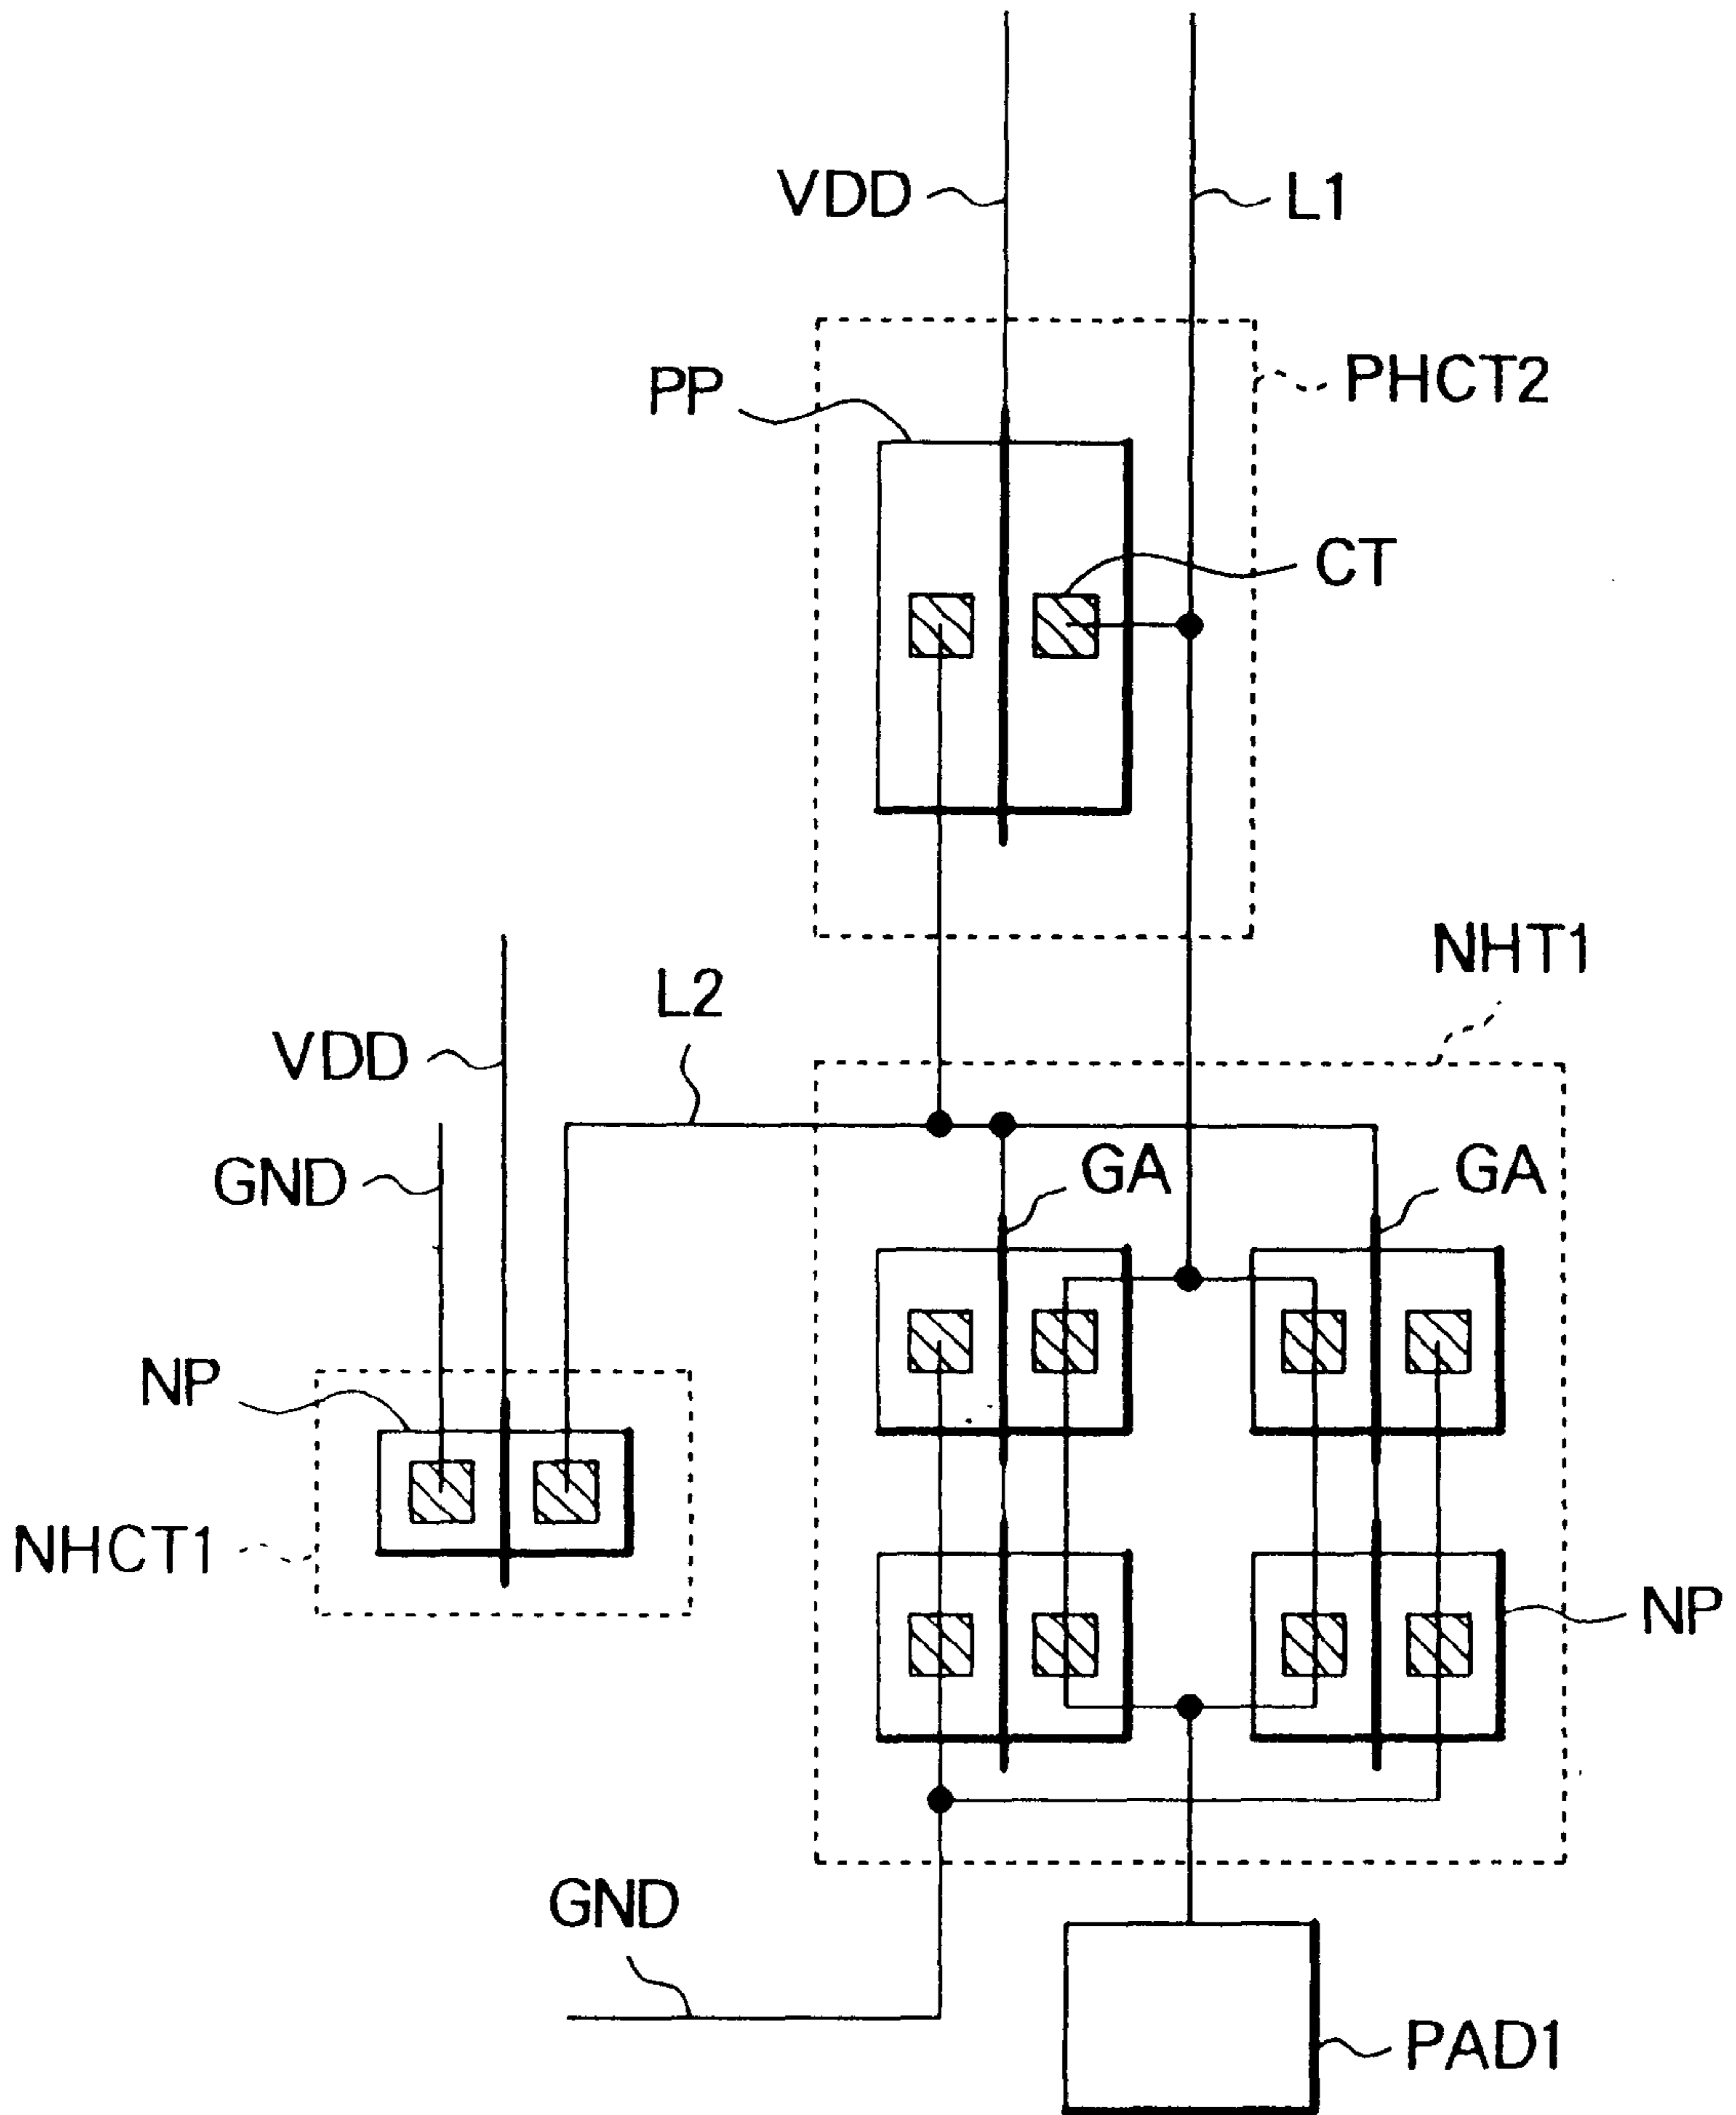 VDD
L1
PP
PHCT2
CT
NHT1
L2
VDD
GND
GA
GA
NP
NHCT1
NP
GND
PAD1